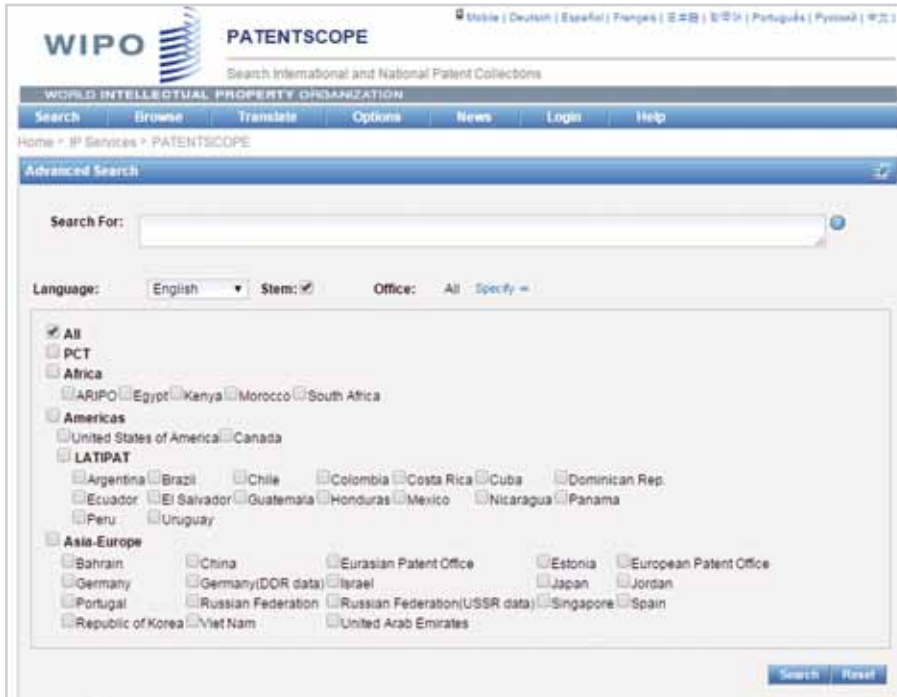 Mobile | Deutsch | Español | Français | 日本語 | 한국어 | Português | Русский | 中文 |
WIPO
PATENTSCOPE
Search International and National Patent Collections
WORLD INTELLECTUAL PROPERTY ORGANIZATION
Search Browse Translate Options News Login Help
Home > IP Services > PATENTSCOPE
Advanced Search
Search For:
Language: English Stem: Office: All Specify
All
PCT
Africa
ARIPO Egypt Kenya Morocco South Africa
Americas
United States of America Canada
LATIPAT
Argentina Brazil Chile Colombia Costa Rica Cuba Dominican Rep.
Ecuador El Salvador Guatemala Honduras Mexico Nicaragua Panama
Peru Uruguay
Asia-Europe
Bahrain China Eurasian Patent Office Estonia European Patent Office
Germany Germany(DDR data) Israel Japan Jordan
Portugal Russian Federation Russian Federation(USSR data) Singapore Spain
Republic of Korea Viet Nam United Arab Emirates
Search Reset